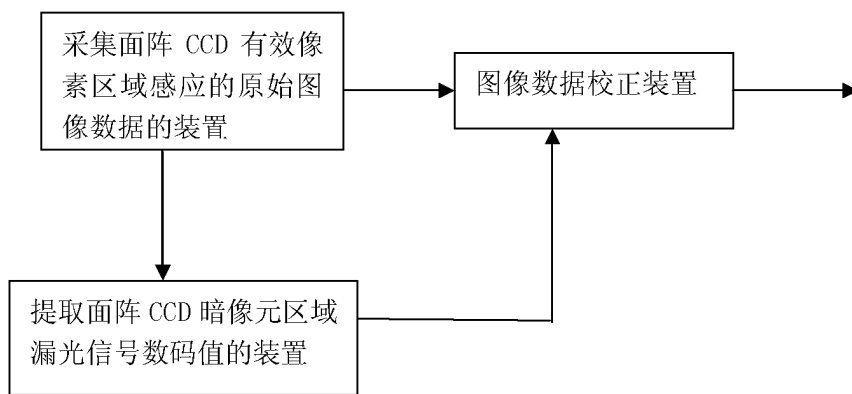 采集面阵 CCD 有效像
素区域感应的原始图
像数据的装置
图像数据校正装置
提取面阵 CCD 暗像元区域
漏光信号数码值的装置